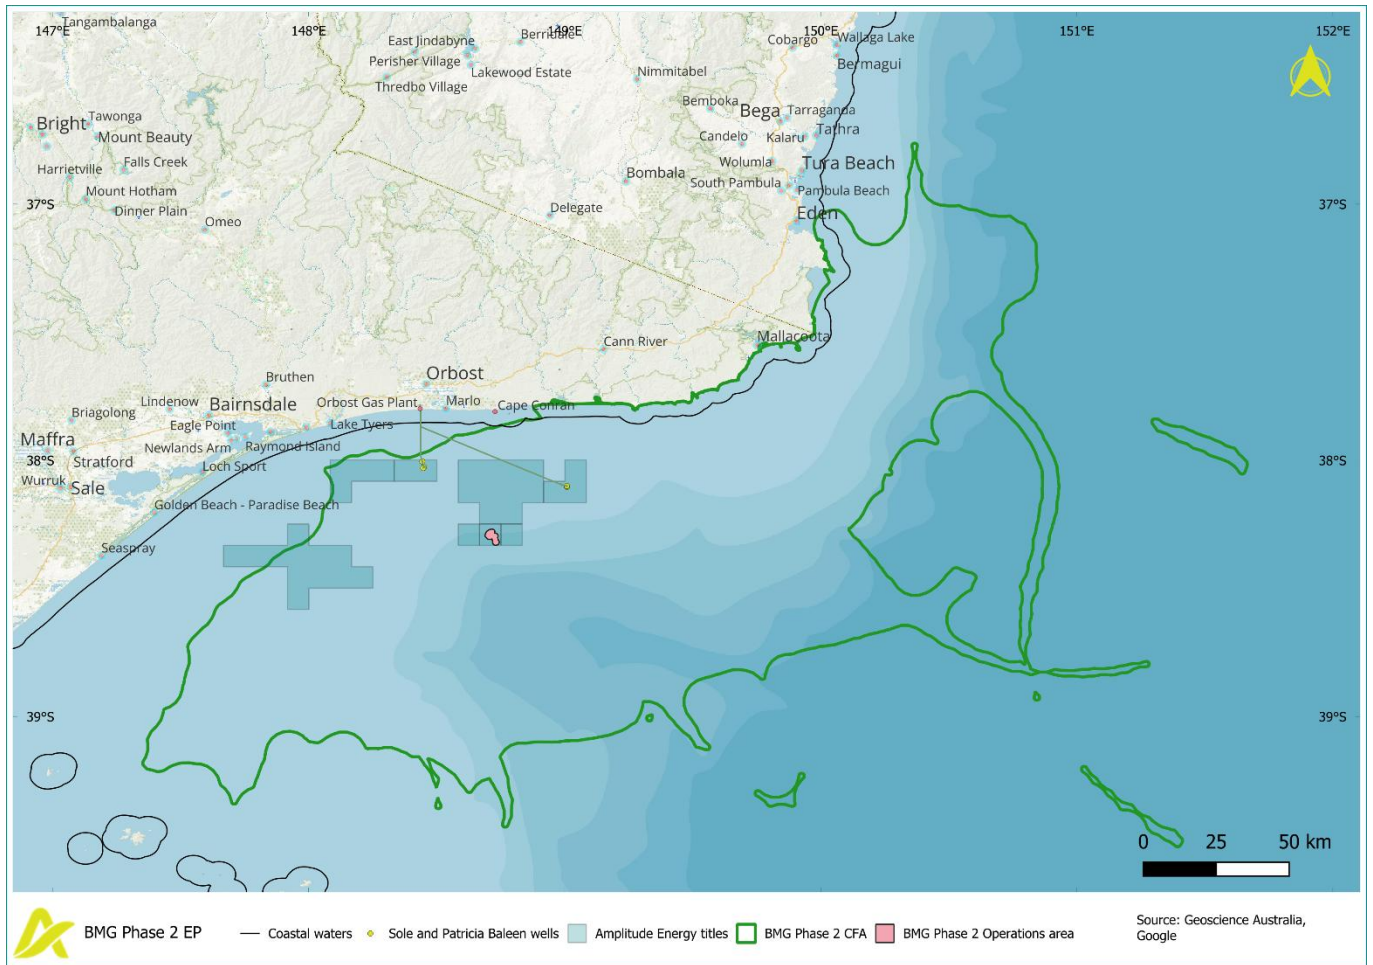 147°E
148°E
149°E
150°E
151°E
152°E
Tangambalanga
East Jindabyne
Berridale
Cobargo
Wallaga Lake
Perisher Village
Bermagui
Lakewood Estate
Nimmitabel
Thredbo Village
Bemboka
Bega
Tarraganda
Bright
Tawonga
Mount Beauty
Candelo
Kalaru
Tathra
Harrietville
Falls Creek
Wolumla
Tura Beach
Bombala
South Pambula
Pambula Beach
Mount Hotham
Dinner Plain
37°S
Omeo
Delegate
Eden
37°S
Cann River
Mallacoota
Bruthen
Orbost
Lindenow
Bairnsdale
Orbost Gas Plant
Marlo
Cape Conran
Briagolong
Eagle Point
Lake Tyers
Maffra
Newlands Arm
Raymond Island
38°S
Stratford
Loch Sport
38°S
Wurruk
Sale
Golden Beach - Paradise Beach
Seaspray
39°S
39°S
0 25 50 km
BMG Phase 2 EP
Coastal waters
Sole and Patricia Baleen wells
Amplitude Energy titles
BMG Phase 2 CFA
BMG Phase 2 Operations area
Source: Geoscience Australia,
Google